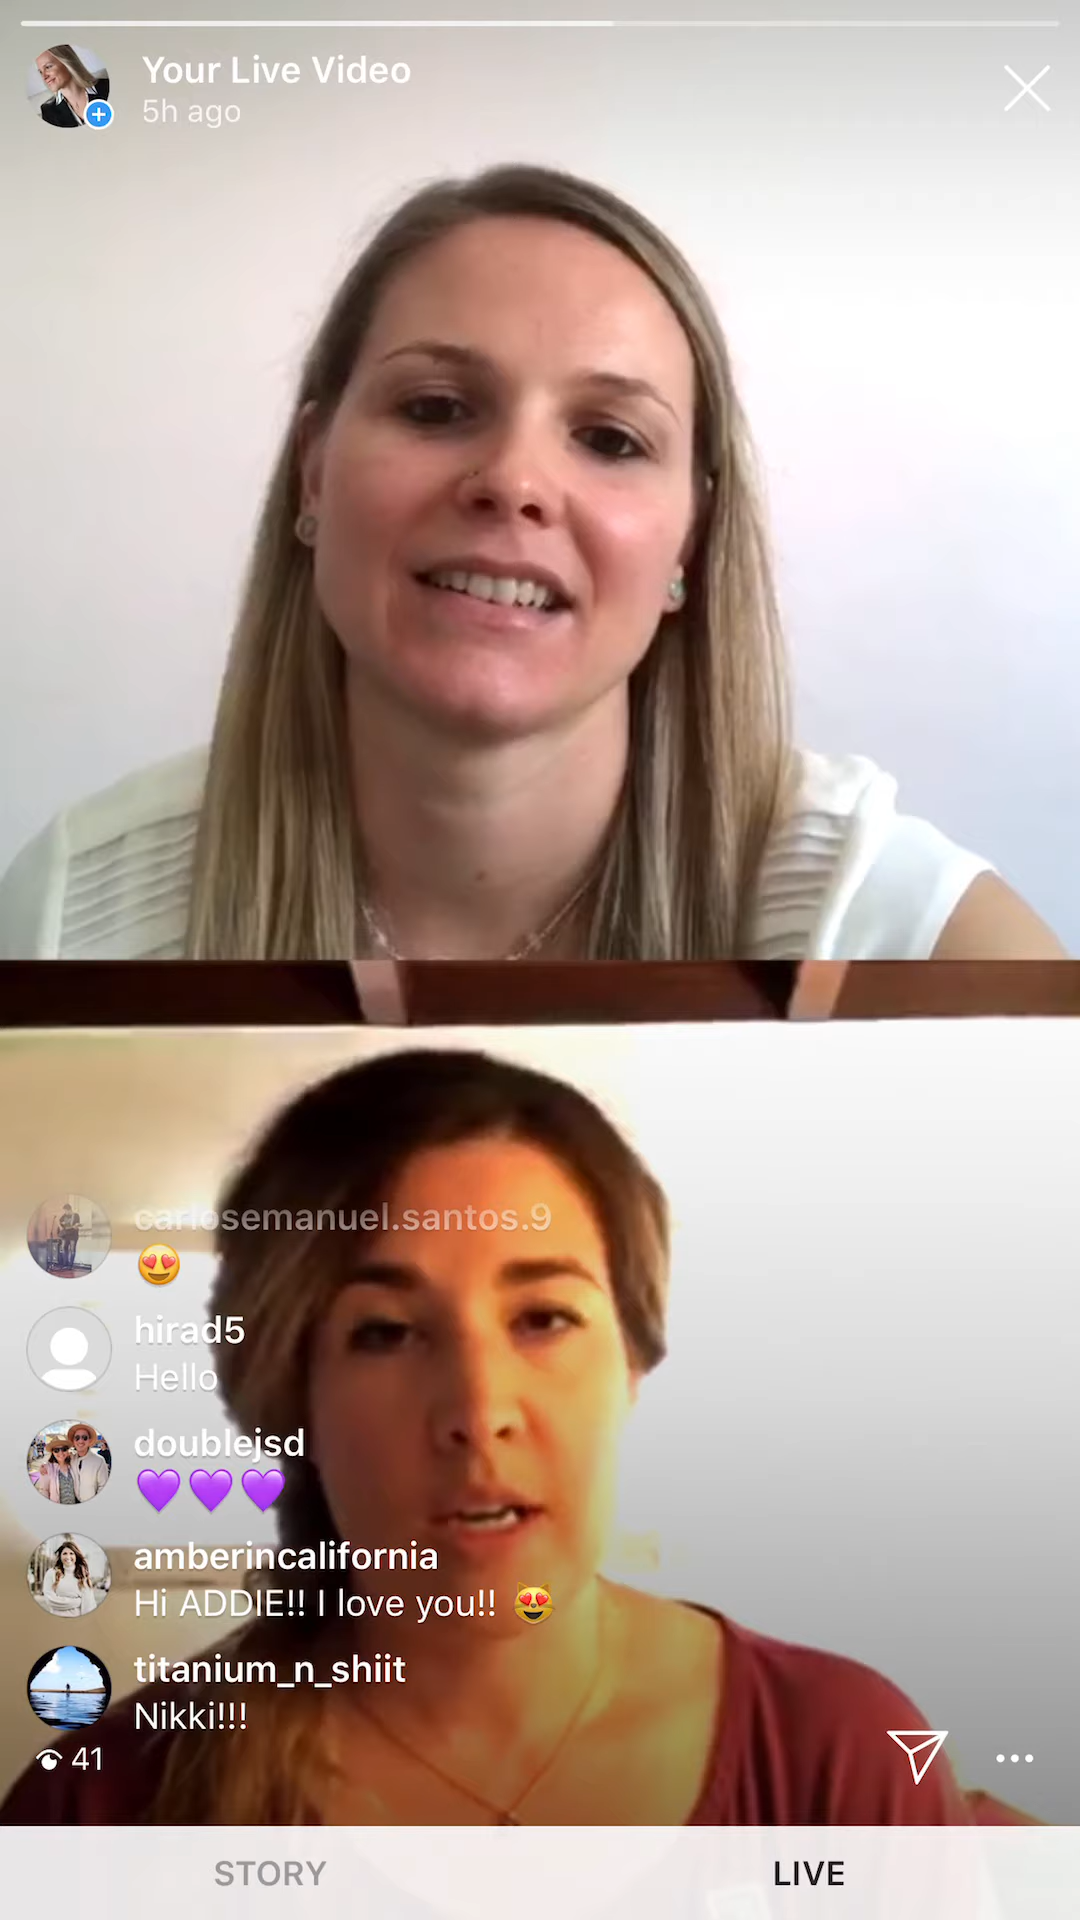 Your Live Video
5h ago
carlosemanuel.santos.9
😍
hirad5
Hello
doublejsd
💜💜💜
amberincalifornia
Hi ADDIE!! I love you!! 😻
titanium_n_shiit
Nikki!!!
41
STORY
LIVE